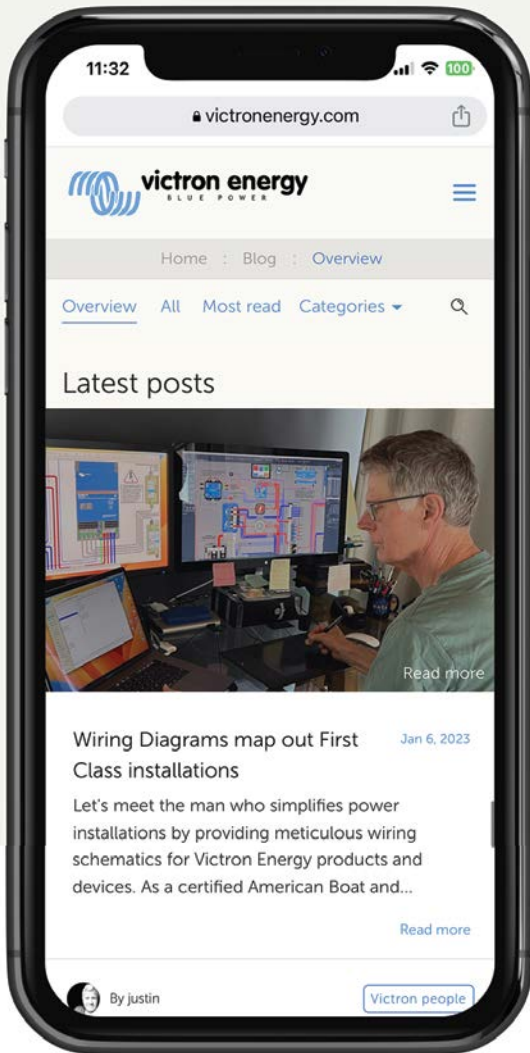 11:32
100
victronenergy.com
victron energy
BLUE POWER
Home : Blog : Overview
Overview All Most read Categories
Latest posts
Read more
Wiring Diagrams map out First Jan 6, 2023
Class installations
Let's meet the man who simplifies power
installations by providing meticulous wiring
schematics for Victron Energy products and
devices. As a certified American Boat and...
Read more
By justin Victron people